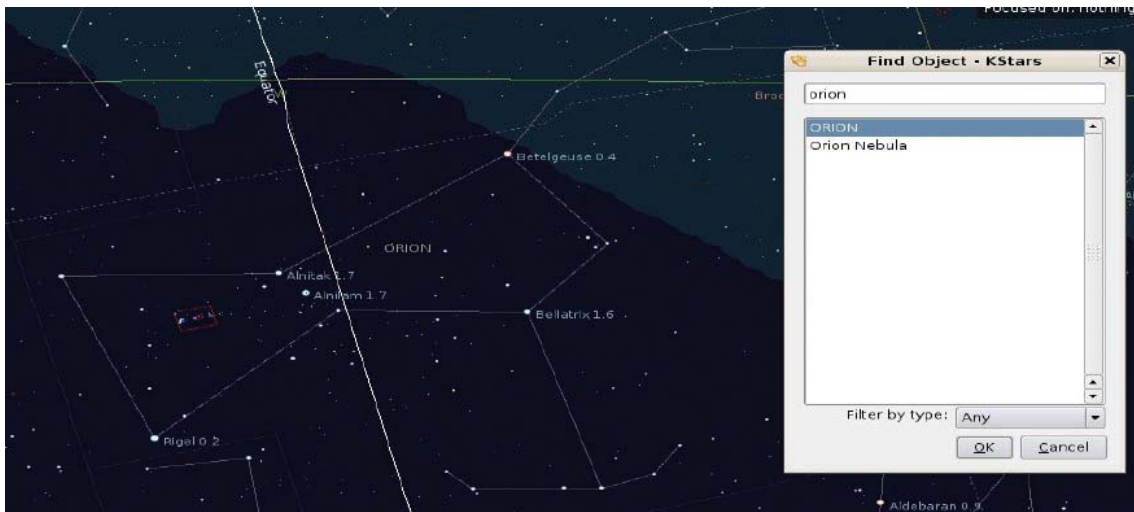 Focused on: nothing
Equator
Find Object - KStars
orion
ORION
Orion Nebula
Betelgeuse 0.4
ORION
Alnitak 1.7
Alnilam 1.7
Bellatrix 1.6
Rigel 0.2
Filter by type: Any
OK Cancel
Aldebaran 0.9